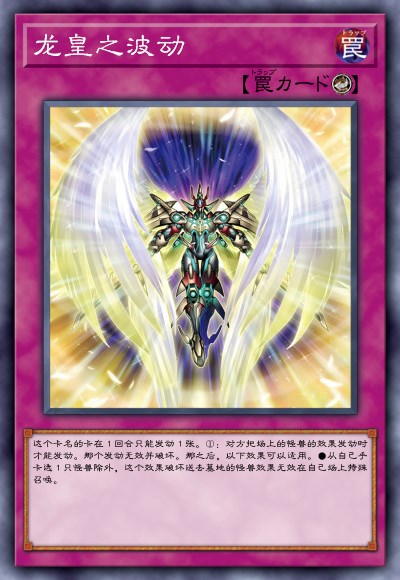 龙皇之波动
トラップ
罠
トラップ
【罠カード】
这个卡名的卡在1回合只能发动1张。①：对方把场上的怪兽的效果发动时
才能发动。那个发动无效并破坏。那之后，以下效果可以适用。●从自己手
卡选1只怪兽除外，这个效果破坏送去墓地的怪兽效果无效在自己场上特殊
召唤。